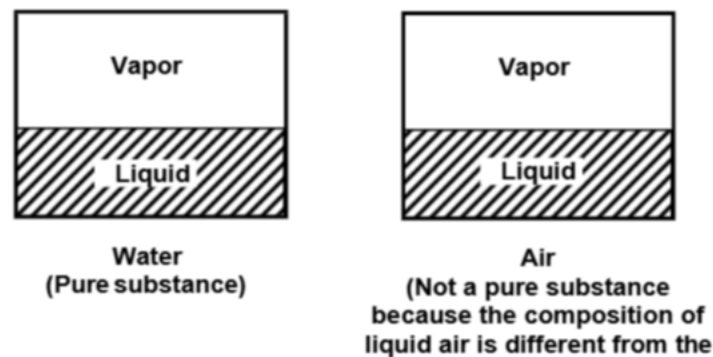 Vapor
Vapor
Liquid
Liquid
Water
(Pure substance)
Air
(Not a pure substance
because the composition of
liquid air is different from the